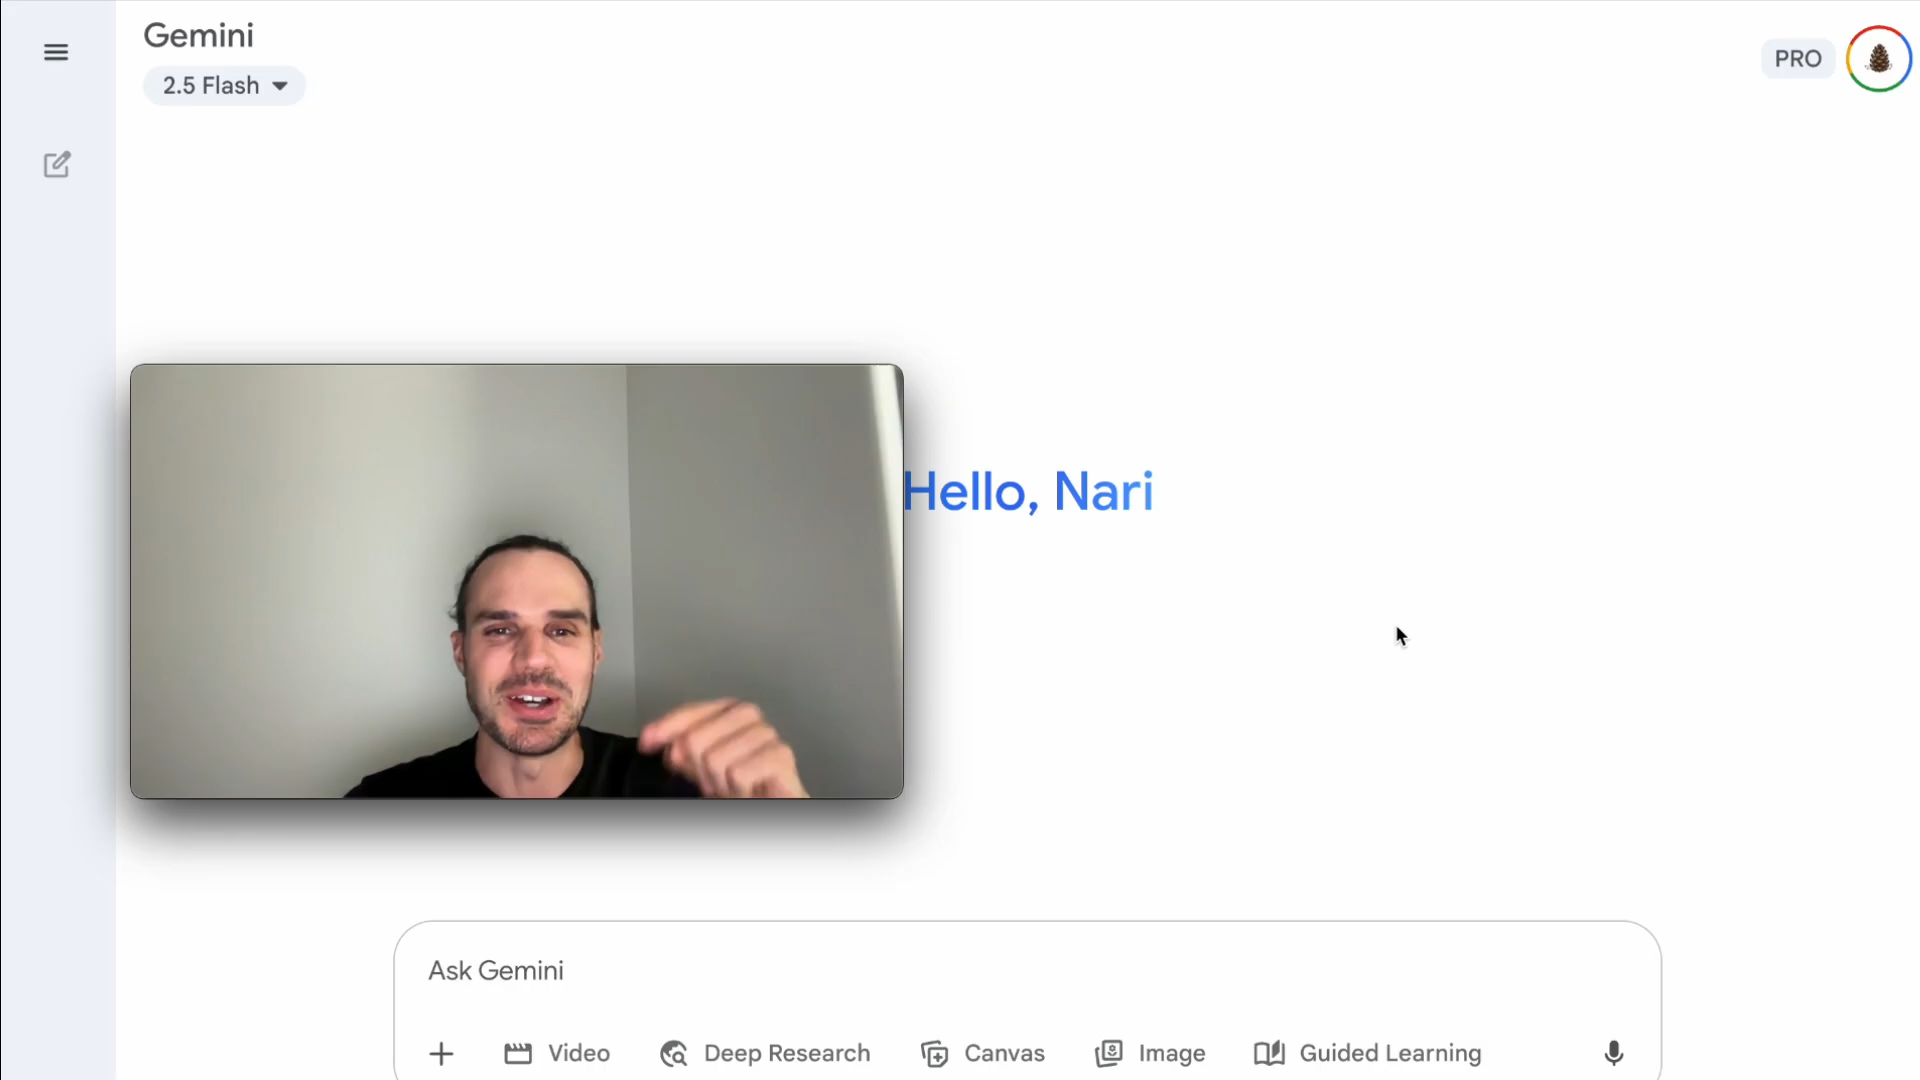 Gemini
2.5 Flash
PRO
Hello, Nari
Ask Gemini
Video
Deep Research
Canvas
Image
Guided Learning